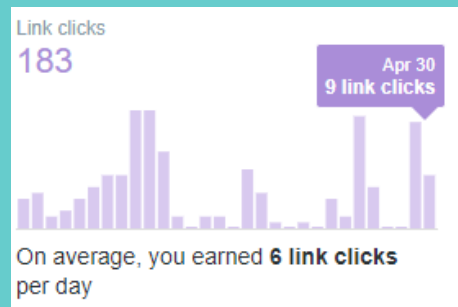 Link clicks
183
Apr 30
9 link clicks
On average, you earned 6 link clicks
per day